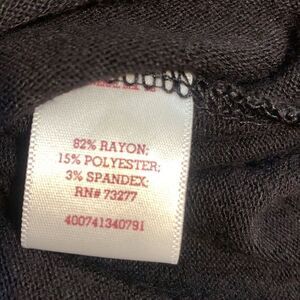 82% RAYON;
15% POLYESTER;
3% SPANDEX;
RN# 73277
400741340791